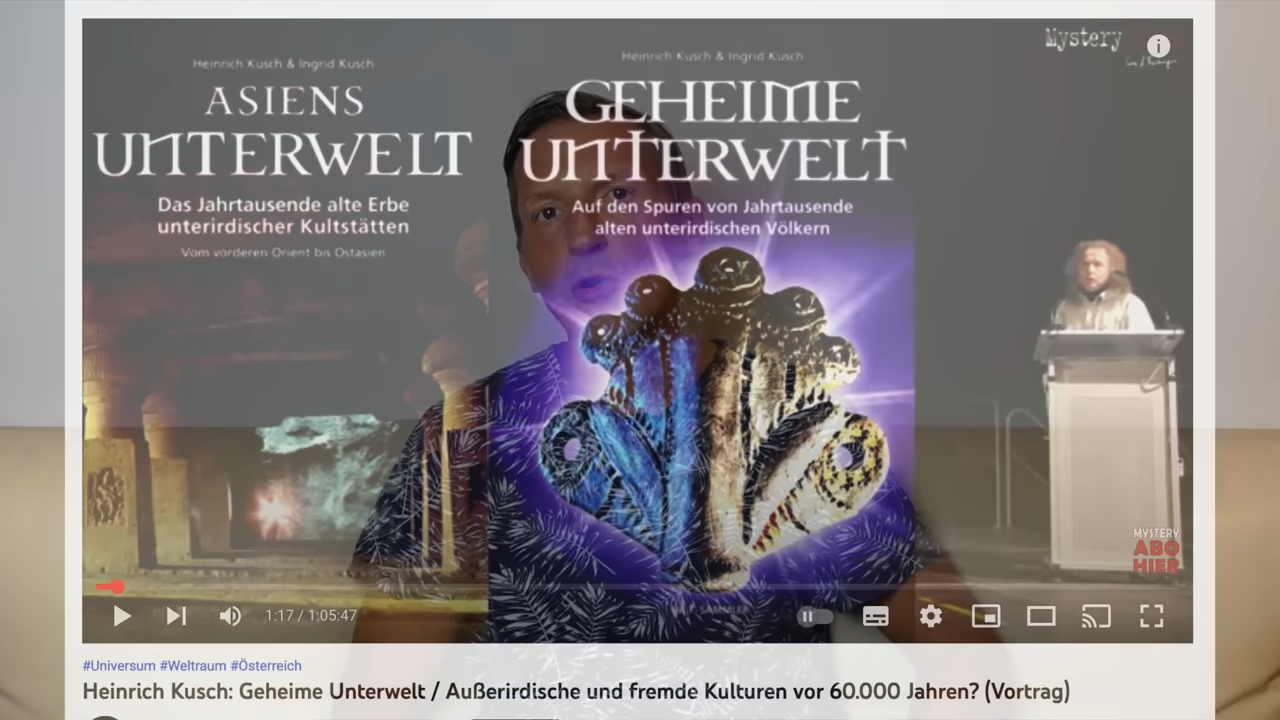 Heinrich Kusch & Ingrid Kusch
ASIENS
UNTERWELT
Das Jahrtausende alte Erbe
unterirdischer Kultstätten
Vom vorderen Orient bis Ostasien
Heinrich Kusch & Ingrid Kusch
GEHEIME
UNTERWELT
Auf den Spuren von Jahrtausende
alten unterirdischen Völkern
Mystery
MYSTERY
ABO
HIER
1:17 / 1:05:47
#Universum #Weltraum #Österreich
Heinrich Kusch: Geheime Unterwelt / Außerirdische und fremde Kulturen vor 60.000 Jahren? (Vortrag)